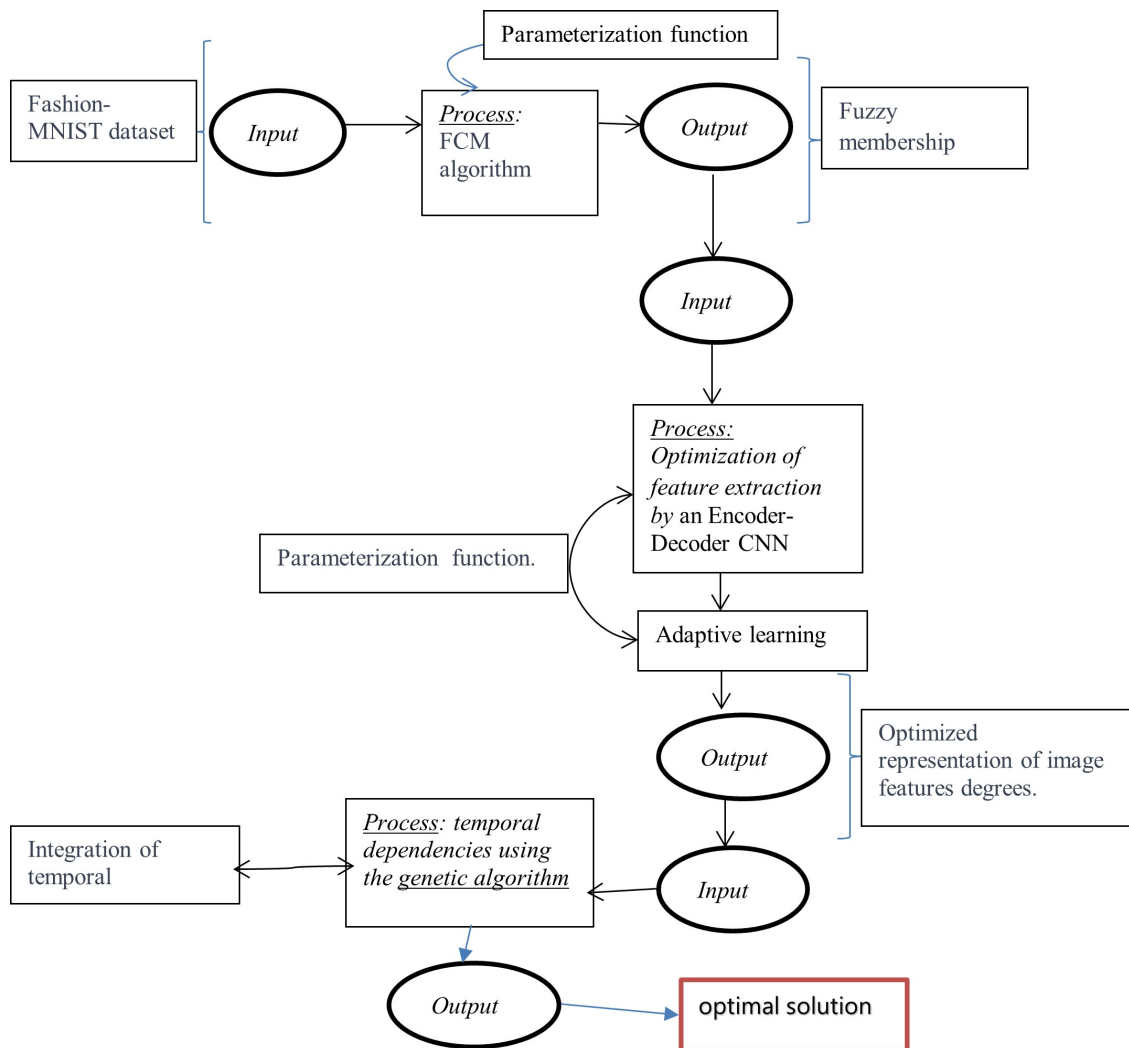 Parameterization function
Fashion-
MNIST dataset
Input
Process:
FCM
algorithm
Output
Fuzzy
membership
Input
Process:
Optimization of
feature extraction
by an Encoder-
Decoder CNN
Parameterization function.
Adaptive learning
Output
Optimized
representation of image
features degrees.
Integration of
temporal
Process: temporal
dependencies using
the genetic algorithm
Input
Output
optimal solution